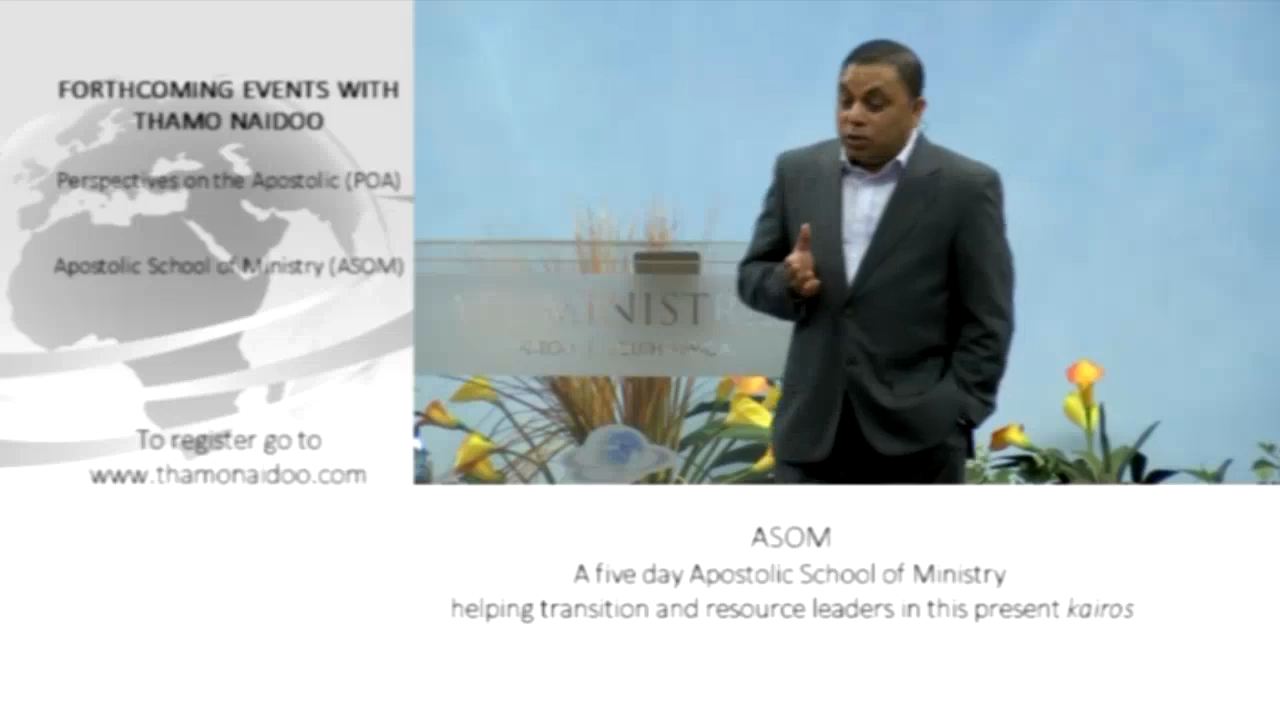 FORTHCOMING EVENTS WITH
THAMO NAIDOO
Perspectives on the Apostolic (POA)
Apostolic School of Ministry (ASOM)
To register go to
www.thamonaidoo.com
MINIST
ASOM
A five day Apostolic School of Ministry
helping transition and resource leaders in this present kairos